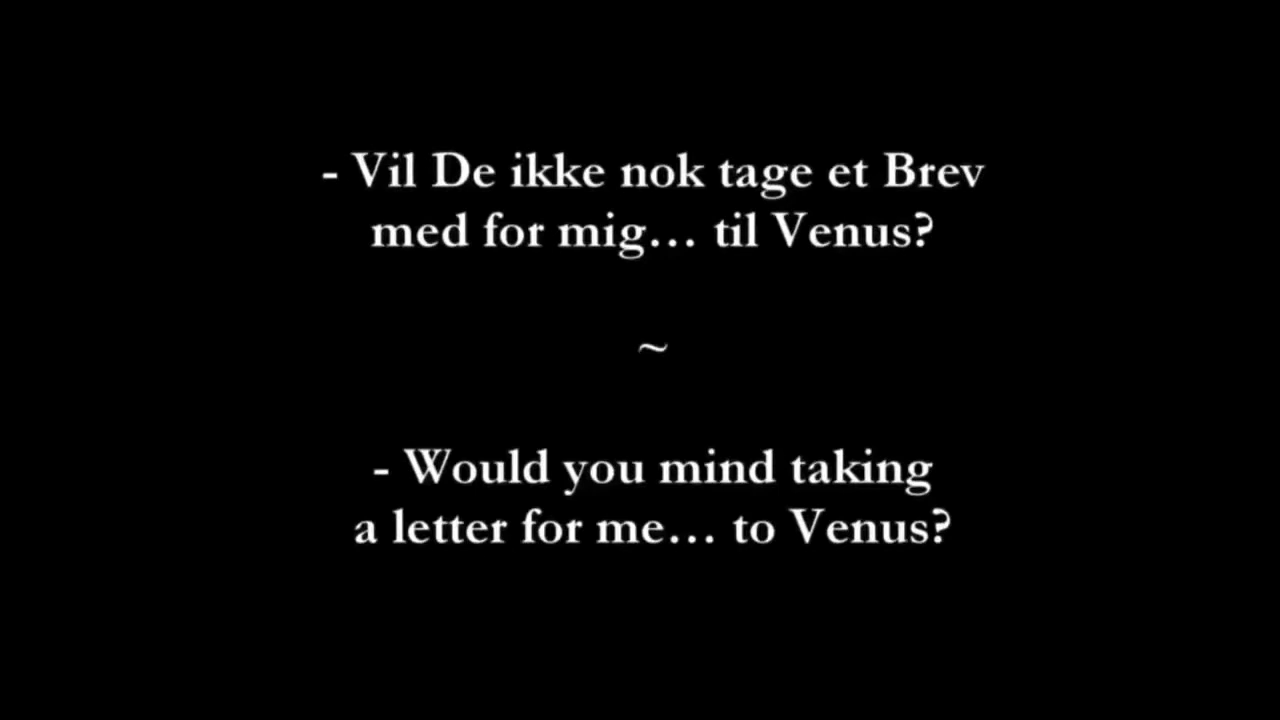 - Vil De ikke nok tage et Brev
med for mig... til Venus?
~
- Would you mind taking
a letter for me... to Venus?